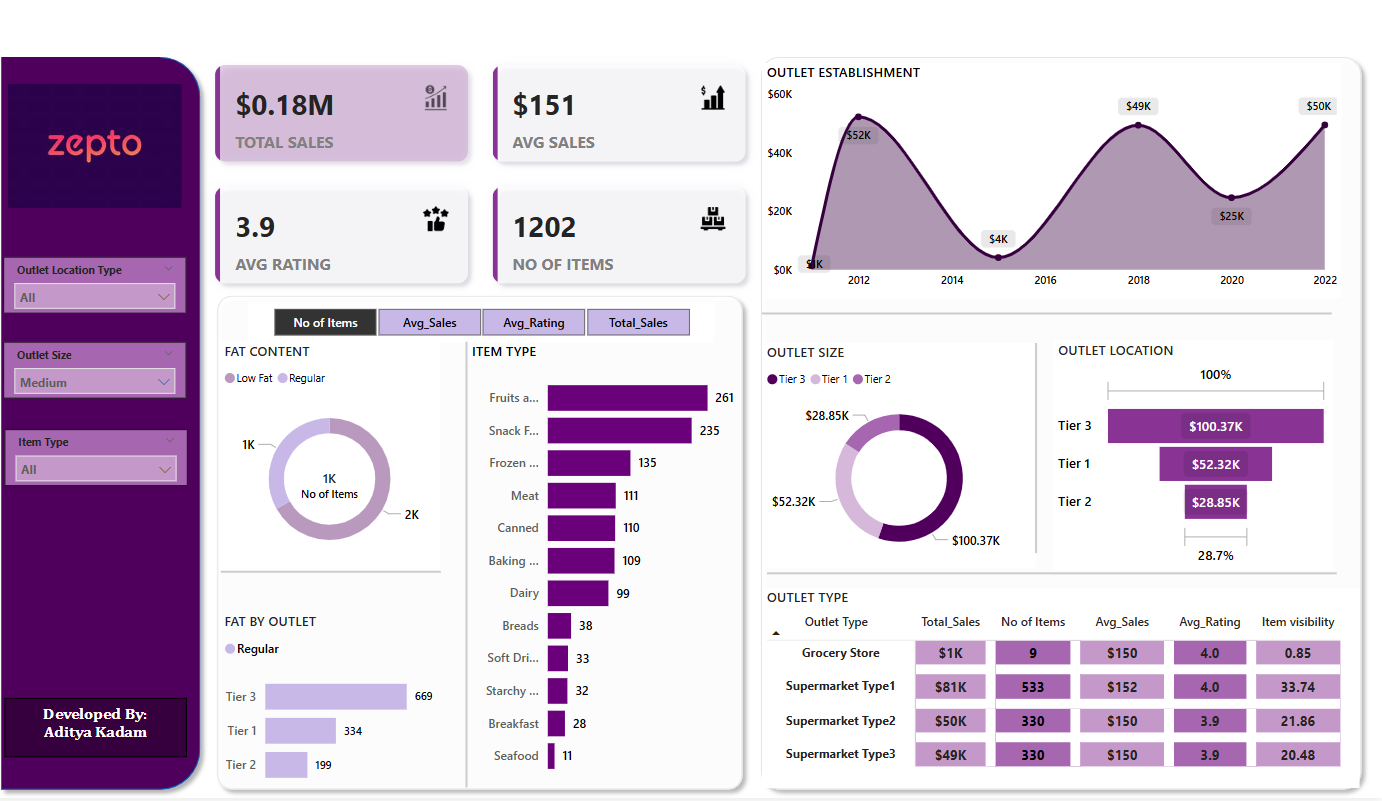 zepto
Outlet Location Type
All
Outlet Size
Medium
Item Type
All
Developed By:
Aditya Kadam
$0.18M
TOTAL SALES
$151
AVG SALES
3.9
AVG RATING
1202
NO OF ITEMS
No of Items Avg_Sales Avg_Rating Total_Sales
FAT CONTENT
Low Fat Regular
1K
1K
No of Items
2K
FAT BY OUTLET
Regular
Tier 3 669
Tier 1 334
Tier 2 199
ITEM TYPE
Fruits a... 261
Snack F... 235
Frozen ... 135
Meat 111
Canned 110
Baking ... 109
Dairy 99
Breads 38
Soft Dri... 33
Starchy ... 32
Breakfast 28
Seafood 11
OUTLET ESTABLISHMENT
$60K
$40K
$20K
$0K
$1K
$52K
$4K
$49K
$25K
$50K
2012 2014 2016 2018 2020 2022
OUTLET SIZE
Tier 3 Tier 1 Tier 2
$28.85K
$52.32K
$100.37K
OUTLET LOCATION
100%
Tier 3 $100.37K
Tier 1 $52.32K
Tier 2 $28.85K
28.7%
OUTLET TYPE
Outlet Type Total_Sales No of Items Avg_Sales Avg_Rating Item visibility
Grocery Store $1K 9 $150 4.0 0.85
Supermarket Type1 $81K 533 $152 4.0 33.74
Supermarket Type2 $50K 330 $150 3.9 21.86
Supermarket Type3 $49K 330 $150 3.9 20.48